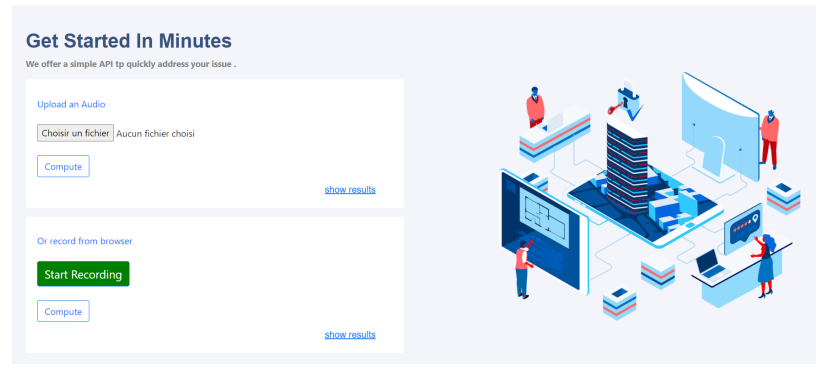 Get Started In Minutes
We offer a simple API tp quickly address your issue .
Upload an Audio
Choisir un fichier Aucun fichier choisi
Compute
show results
Or record from browser
Start Recording
Compute
show results